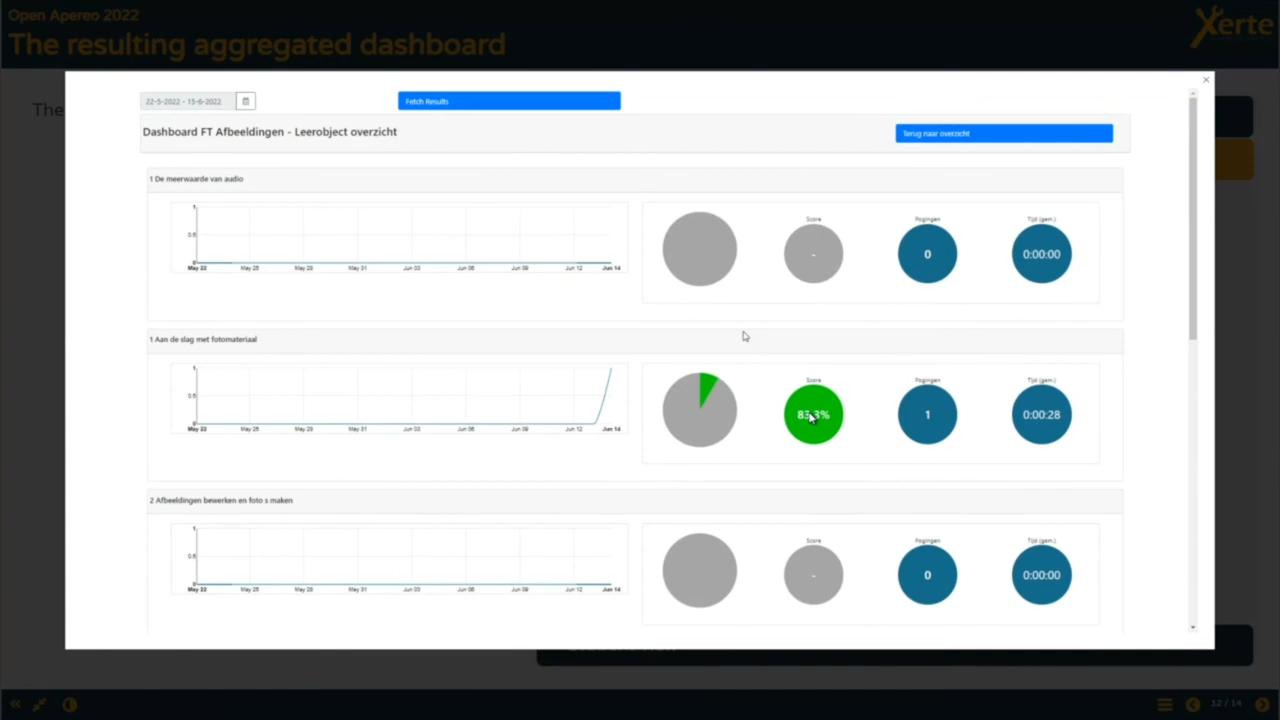 Open Apereo 2022
The resulting aggregated dashboard
Xerte
The
22-5-2022 - 15-6-2022
Fetch Results
Dashboard FT Afbeeldingen - Leerobject overzicht
Terug naar overzicht
1 De meerwaarde van audio
1
0.5
0
May 22 May 25 May 28 May 31 Jun 03 Jun 06 Jun 09 Jun 12 Jun 14
Score
-
Pogingen
0
Tijd (gem.)
0:00:00
1 Aan de slag met fotomateriaal
1
0.5
0
May 22 May 25 May 28 May 31 Jun 03 Jun 06 Jun 09 Jun 12 Jun 14
Score
83,3%
Pogingen
1
Tijd (gem.)
0:00:28
2 Afbeeldingen bewerken en foto s maken
1
0.5
0
May 22 May 25 May 28 May 31 Jun 03 Jun 06 Jun 09 Jun 12 Jun 14
Score
-
Pogingen
0
Tijd (gem.)
0:00:00
12 / 14